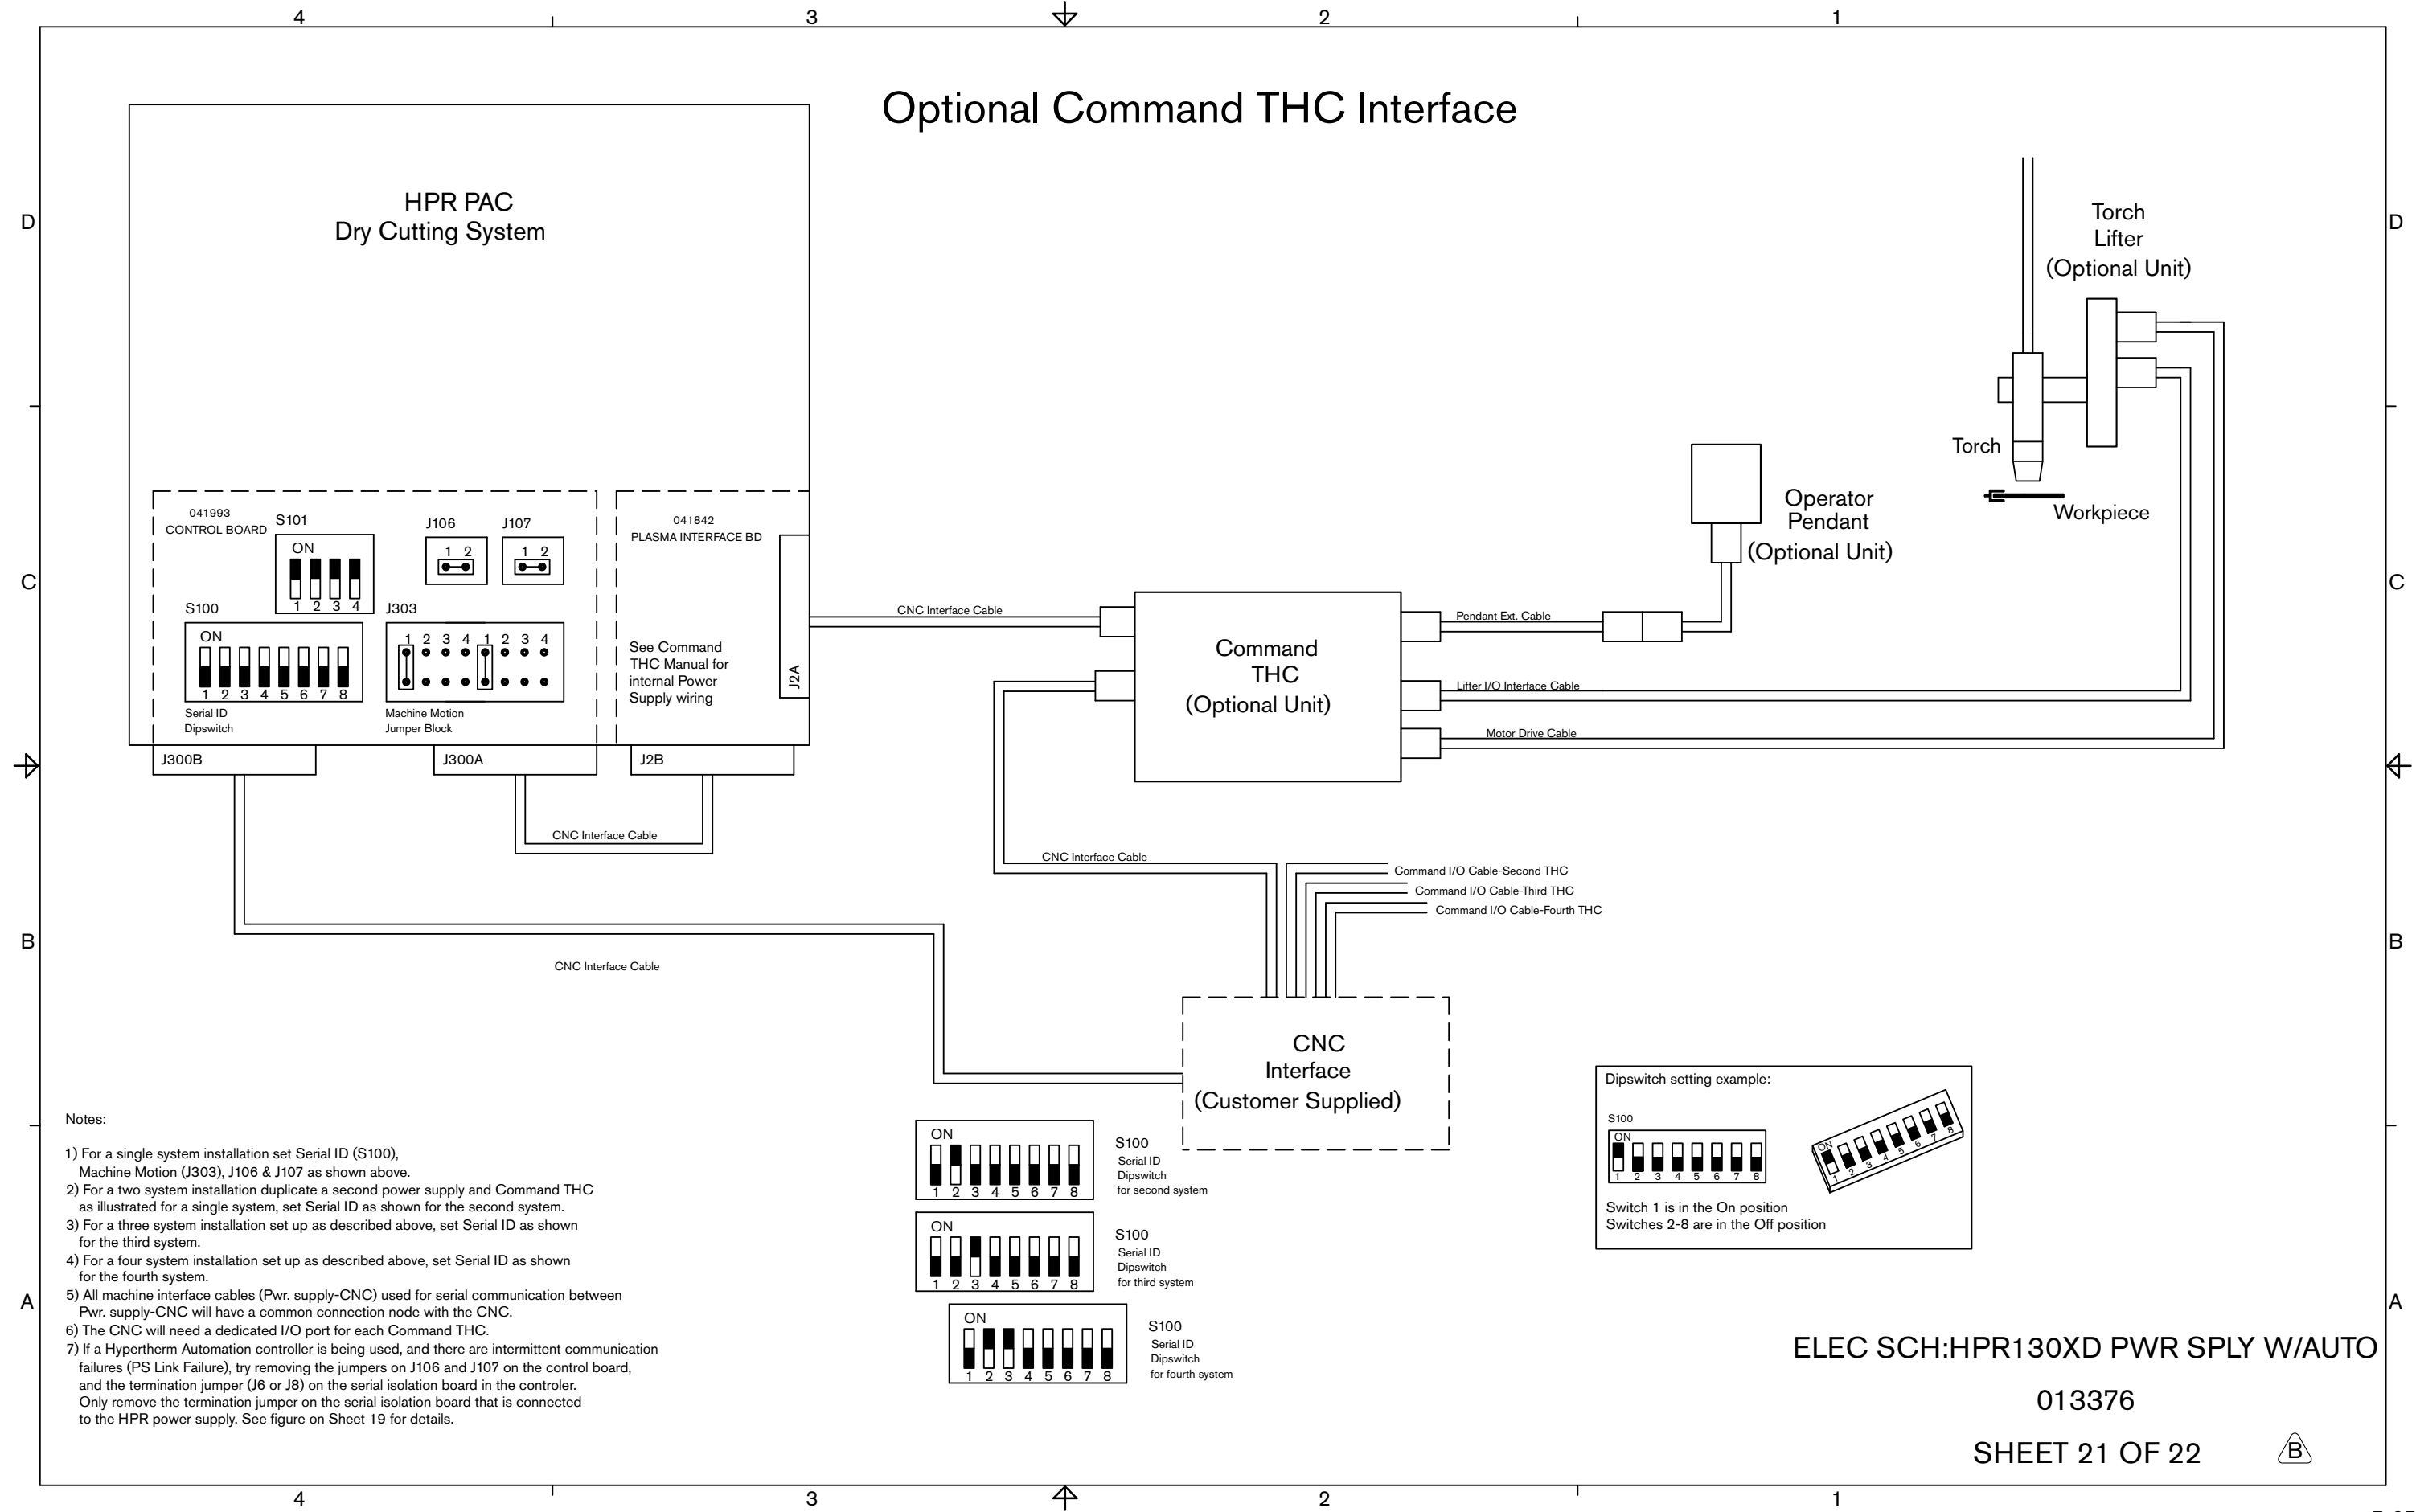 4 3 2 1
Optional Command THC Interface
HPR PAC
Dry Cutting System
D
D
Torch
Lifter
(Optional Unit)
Torch
Workpiece
Operator
Pendant
(Optional Unit)
041993
CONTROL BOARD
S101
ON
1 2 3 4
J106
1 2
J107
1 2
041842
PLASMA INTERFACE BD
C
C
S100
ON
1 2 3 4 5 6 7 8
Serial ID
Dipswitch
J303
1 2 3 4 1 2 3 4
Machine Motion
Jumper Block
See Command
THC Manual for
internal Power
Supply wiring
J2A
CNC Interface Cable
Command
THC
(Optional Unit)
Pendant Ext. Cable
Lifter I/O Interface Cable
Motor Drive Cable
J300B
J300A
J2B
CNC Interface Cable
CNC Interface Cable
Command I/O Cable-Second THC
Command I/O Cable-Third THC
Command I/O Cable-Fourth THC
B
B
CNC Interface Cable
CNC
Interface
(Customer Supplied)
Notes:
1) For a single system installation set Serial ID (S100),
Machine Motion (J303), J106 & J107 as shown above.
2) For a two system installation duplicate a second power supply and Command THC
as illustrated for a single system, set Serial ID as shown for the second system.
3) For a three system installation set up as described above, set Serial ID as shown
for the third system.
4) For a four system installation set up as described above, set Serial ID as shown
for the fourth system.
5) All machine interface cables (Pwr. supply-CNC) used for serial communication between
Pwr. supply-CNC will have a common connection node with the CNC.
6) The CNC will need a dedicated I/O port for each Command THC.
7) If a Hypertherm Automation controller is being used, and there are intermittent communication
failures (PS Link Failure), try removing the jumpers on J106 and J107 on the control board,
and the termination jumper (J6 or J8) on the serial isolation board in the controler.
Only remove the termination jumper on the serial isolation board that is connected
to the HPR power supply. See figure on Sheet 19 for details.
ON
1 2 3 4 5 6 7 8
S100
Serial ID
Dipswitch
for second system
ON
1 2 3 4 5 6 7 8
S100
Serial ID
Dipswitch
for third system
ON
1 2 3 4 5 6 7 8
S100
Serial ID
Dipswitch
for fourth system
Dipswitch setting example:
S100
ON
1 2 3 4 5 6 7 8
ON
1 2 3 4 5 6 7 8
Switch 1 is in the On position
Switches 2-8 are in the Off position
A
A
ELEC SCH:HPR130XD PWR SPLY W/AUTO
013376
SHEET 21 OF 22
B
4 3 2 1